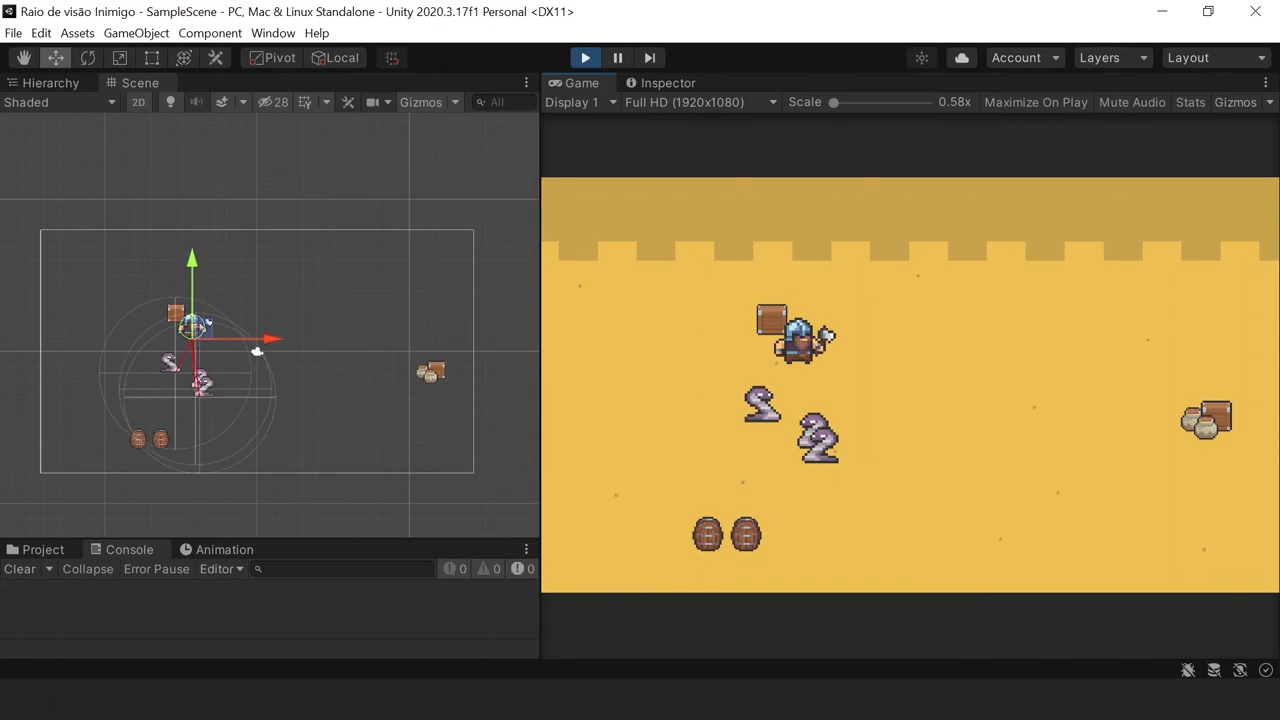 Raio de visão Inimigo - SampleScene - PC, Mac & Linux Standalone - Unity 2020.3.17f1 Personal <DX11>
File Edit Assets GameObject Component Window Help
Pivot Local Account Layers Layout
Hierarchy Scene
Game Inspector
Shaded 2D 28 Gizmos All
Display 1 Full HD (1920x1080) Scale 0.58x Maximize On Play Mute Audio Stats Gizmos
Project Console Animation
Clear Collapse Error Pause Editor 0 0 0